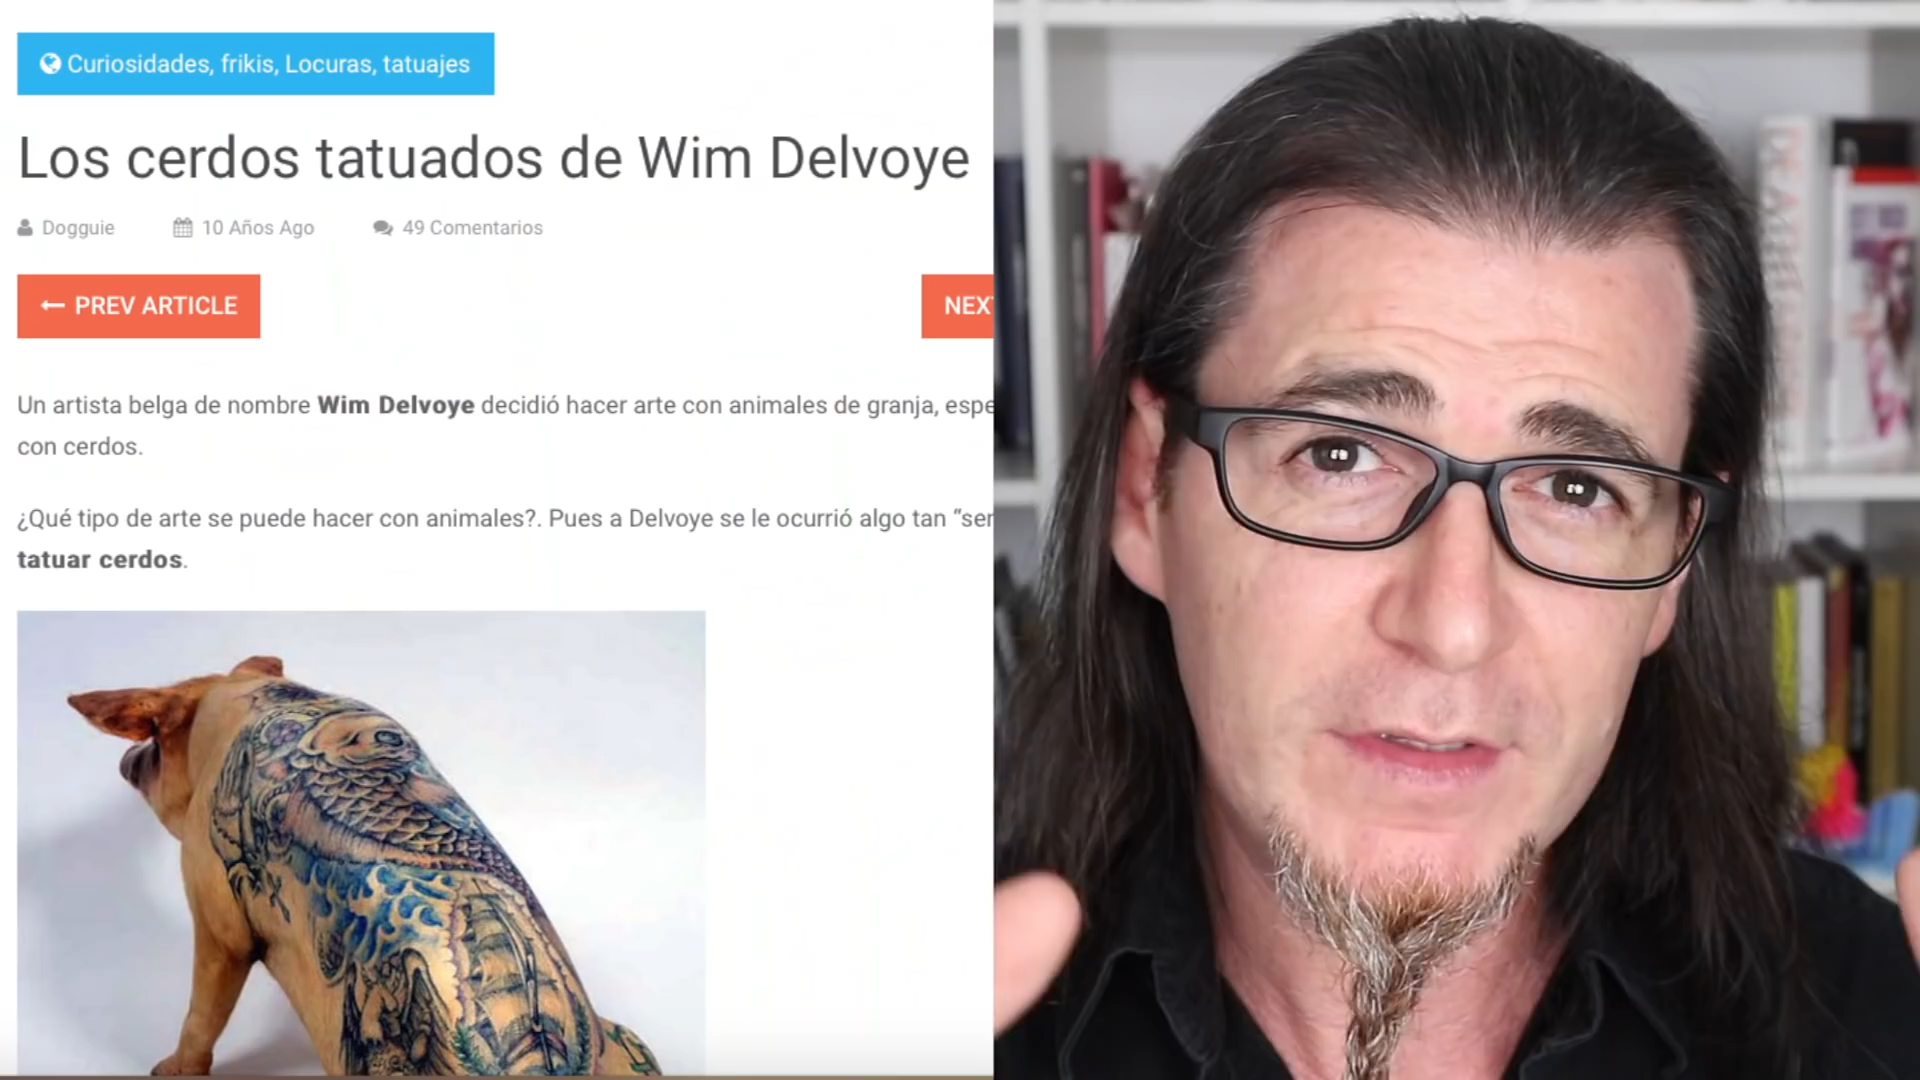 Curiosidades, frikis, Locuras, tatuajes
Los cerdos tatuados de Wim Delvoye
Dogguie 10 Años Ago 49 Comentarios
PREV ARTICLE
Un artista belga de nombre Wim Delvoye decidió hacer arte con animales de granja,
con cerdos.
¿Qué tipo de arte se puede hacer con animales?. Pues a Delvoye se le ocurrió algo tan
tatuar cerdos.